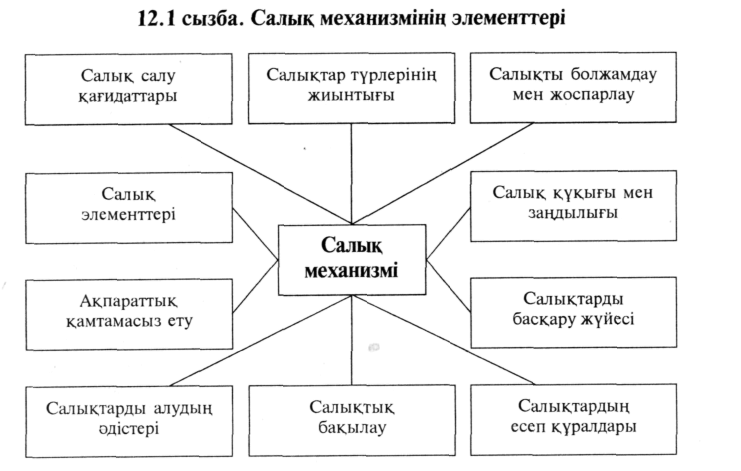 12.1 сызба. Салық механизмінің элементтері
Салық салу
қағидаттары
Салықтар түрлерінің
жиынтығы
Салықты болжамдау
мен жоспарлау
Салық
элементтері
Салық құқығы мен
заңдылығы
Салық
механизмі
Ақпараттық
қамтамасыз ету
Салықтарды
басқару жүйесі
Салықтарды алудың
әдістері
Салықтық
бақылау
Салықтардың
есеп құралдары